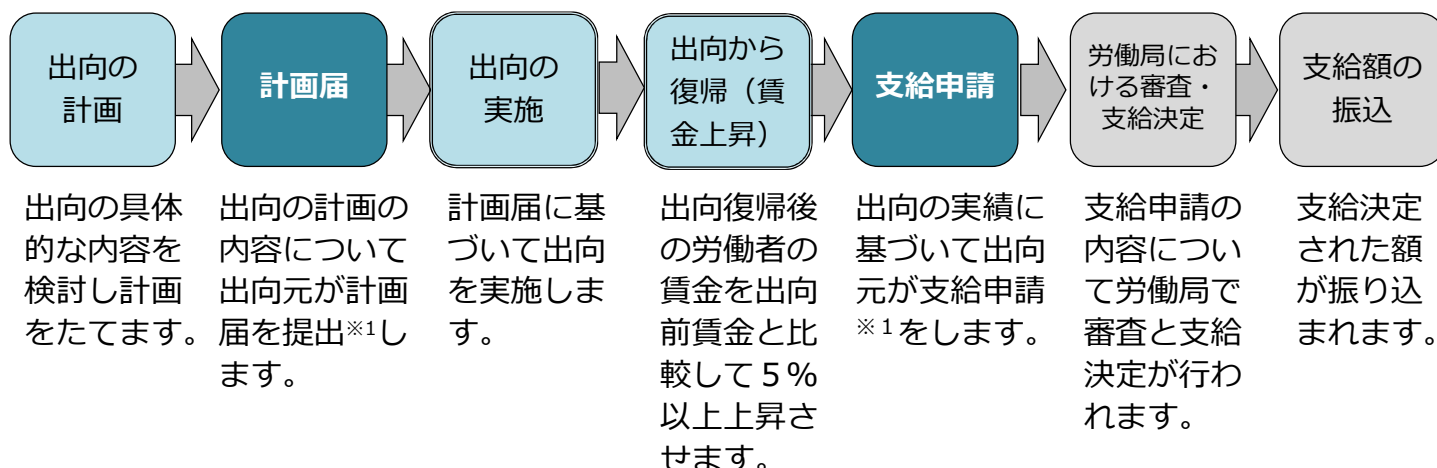 出向の
計画
計画届
出向の
実施
出向から
復帰（賃
金上昇）
支給申請
労働局にお
ける審査・
支給決定
支給額の
振込
出向の具体
的な内容を
検討し計画
をたてます。
出向の計画の
内容について
出向元が計画
届を提出※1し
ます。
計画届に基
づいて出向
を実施しま
す。
出向復帰後
の労働者の
賃金を出向
前賃金と比
較して５%
以上上昇さ
せます。
出向の実績に
基づいて出向
元が支給申請
※１をします。
支給申請の
内容につい
て労働局で
審査と支給
決定が行わ
れます。
支給決定
された額
が振り込
まれます。